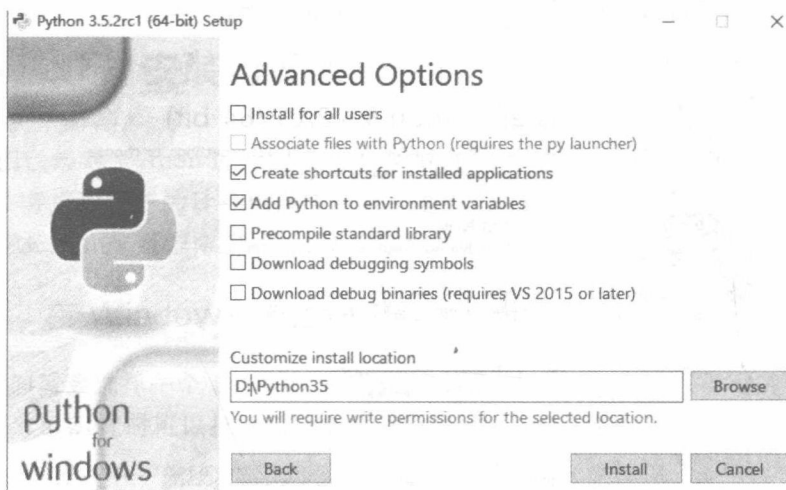 Python 3.5.2rc1 (64-bit) Setup
Advanced Options
Install for all users
Associate files with Python (requires the py launcher)
Create shortcuts for installed applications
Add Python to environment variables
Precompile standard library
Download debugging symbols
Download debug binaries (requires VS 2015 or later)
Customize install location
D:\Python35
Browse
You will require write permissions for the selected location.
python
for
windows
Back
Install
Cancel